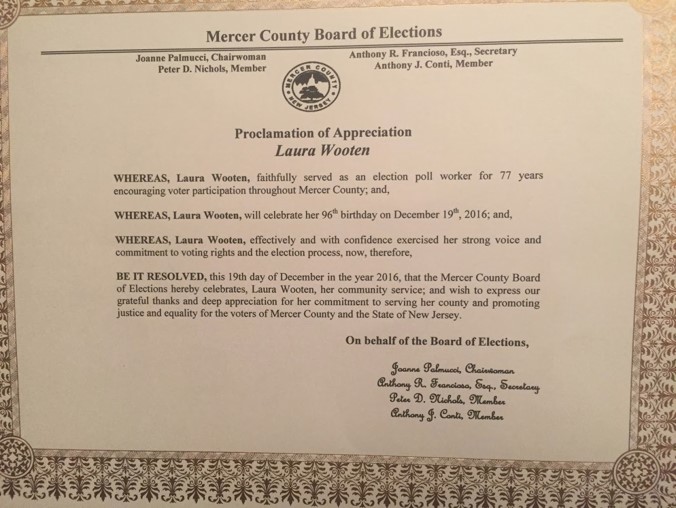 Mercer County Board of Elections
Joanne Palmucci, Chairwoman
Peter D. Nichols, Member
Anthony R. Francioso, Esq., Secretary
Anthony J. Conti, Member
MERCER COUNTY
NEW JERSEY
Proclamation of Appreciation
Laura Wooten
WHEREAS, Laura Wooten, faithfully served as an election poll worker for 77 years
encouraging voter participation throughout Mercer County; and,
WHEREAS, Laura Wooten, will celebrate her 96th birthday on December 19th, 2016; and,
WHEREAS, Laura Wooten, effectively and with confidence exercised her strong voice and
commitment to voting rights and the election process, now, therefore,
BE IT RESOLVED, this 19th day of December in the year 2016, that the Mercer County Board
of Elections hereby celebrates, Laura Wooten, her community service; and wish to express our
grateful thanks and deep appreciation for her commitment to serving her county and promoting
justice and equality for the voters of Mercer County and the State of New Jersey.
On behalf of the Board of Elections,
Joanne Palmucci, Chairwoman
Anthony R. Francioso, Esq., Secretary
Peter D. Nichols, Member
Anthony J. Conti, Member